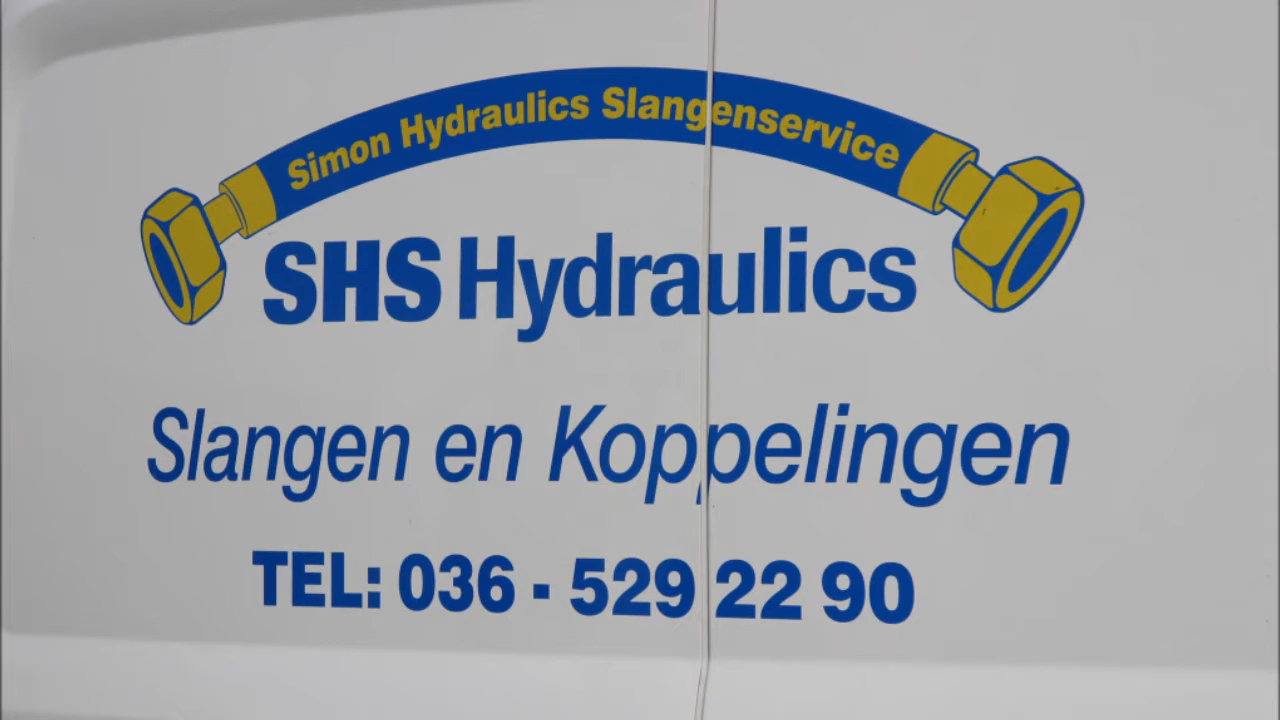 Simon Hydraulics Slangenservice
SHS Hydraulics
Slangen en Koppelingen
TEL: 036 - 529 22 90